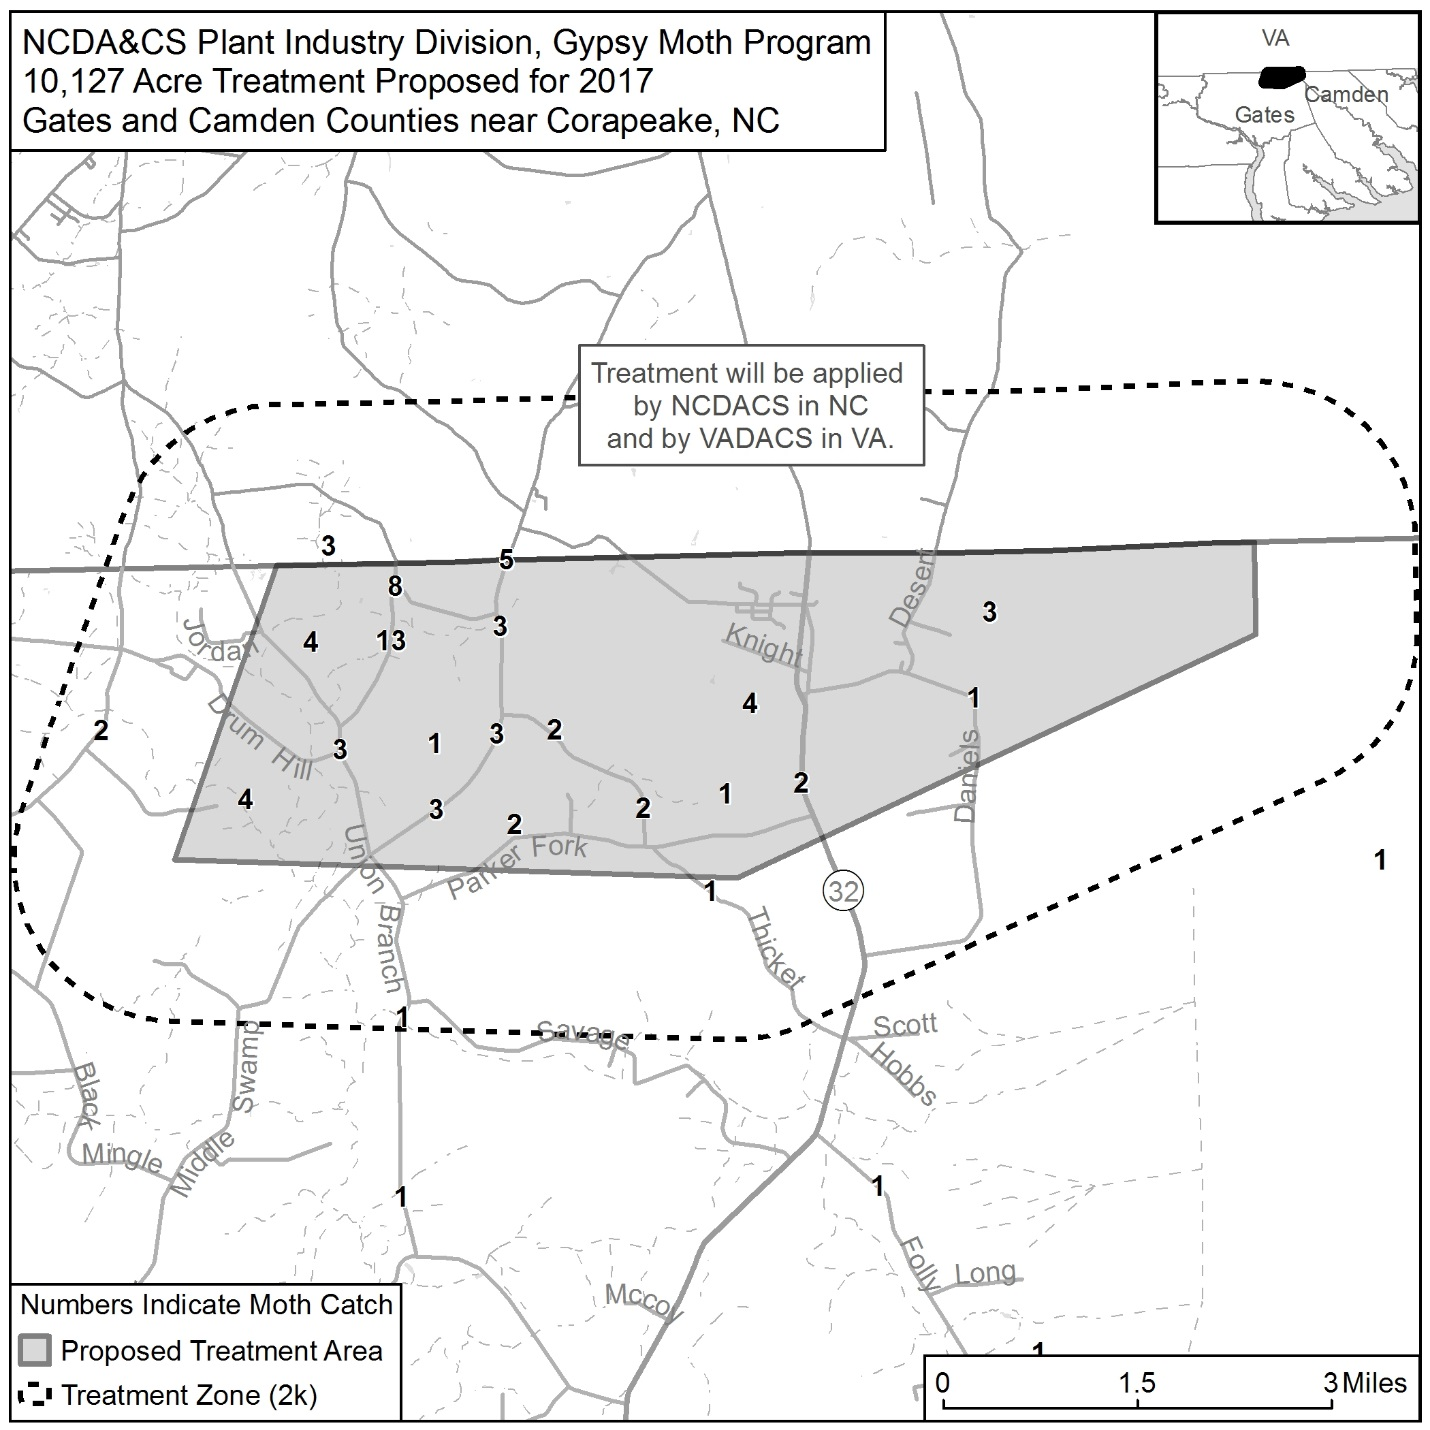 NCDA&CS Plant Industry Division, Gypsy Moth Program
10,127 Acre Treatment Proposed for 2017
Gates and Camden Counties near Corapeake, NC
VA
Camden
Gates
Treatment will be applied
by NCDACS in NC
and by VADACS in VA.
3
5
8
Desert
3
4
13
3
Jordan
Knight
Drum Hill
4
1
2
3
1
3
2
Daniels
4
3
2
1
2
2
Union Branch
Parker Fork
1
1
32
Thicket
1
Savage
Scott
Hobbs
Swamp
Black
Mingle
Middle
1
1
Folly
Long
Mccoy
1
Numbers Indicate Moth Catch
Proposed Treatment Area
Treatment Zone (2k)
0 1.5 3 Miles